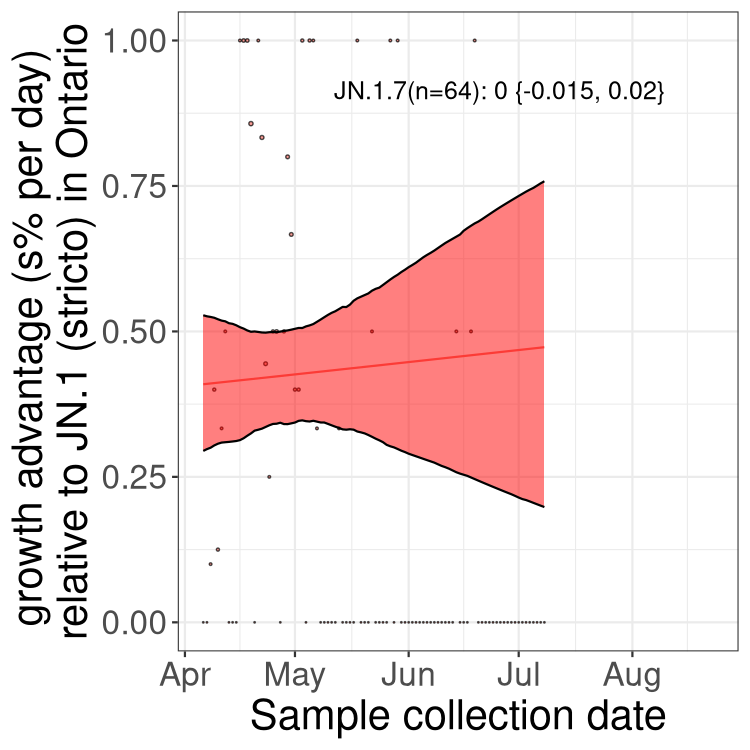 growth advantage (s% per day)
relative to JN.1 (stricto) in Ontario
1.00
0.75
0.50
0.25
0.00
JN.1.7(n=64): 0 {-0.015, 0.02}
Apr May Jun Jul Aug
Sample collection date